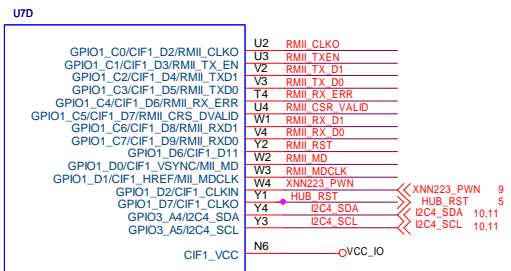 U7D
GPIO1_C0/CIF1_D2/RMII_CLKO U2 RMII_CLKO
GPIO1_C1/CIF1_D3/RMII_TX_EN U3 RMII_TXEN
GPIO1_C2/CIF1_D4/RMII_TXD1 V2 RMII_TX_D1
GPIO1_C3/CIF1_D5/RMII_TXD0 V3 RMII_TX_D0
GPIO1_C4/CIF1_D6/RMII_RX_ERR T4 RMII_RX_ERR
GPIO1_C5/CIF1_D7/RMII_CRS_DVALID U4 RMII_CSR_VALID
GPIO1_C6/CIF1_D8/RMII_RXD1 W1 RMII_RX_D1
GPIO1_C7/CIF1_D9/RMII_RXD0 V4 RMII_RX_D0
GPIO1_D6/CIF1_D11 Y2 RMII_RST
GPIO1_D0/CIF1_VSYNC/MII_MD W2 RMII_MD
GPIO1_D1/CIF1_HREF/MII_MDCLK W3 RMII_MDCLK
GPIO1_D2/CIF1_CLKIN W4 XNN223_PWN XNN223_PWN 9
GPIO1_D7/CIF1_CLKO Y1 HUB_RST HUB_RST 5
GPIO3_A4/I2C4_SDA Y4 I2C4_SDA I2C4_SDA 10,11
GPIO3_A5/I2C4_SCL Y3 I2C4_SCL I2C4_SCL 10,11
CIF1_VCC N6 VCC_IO